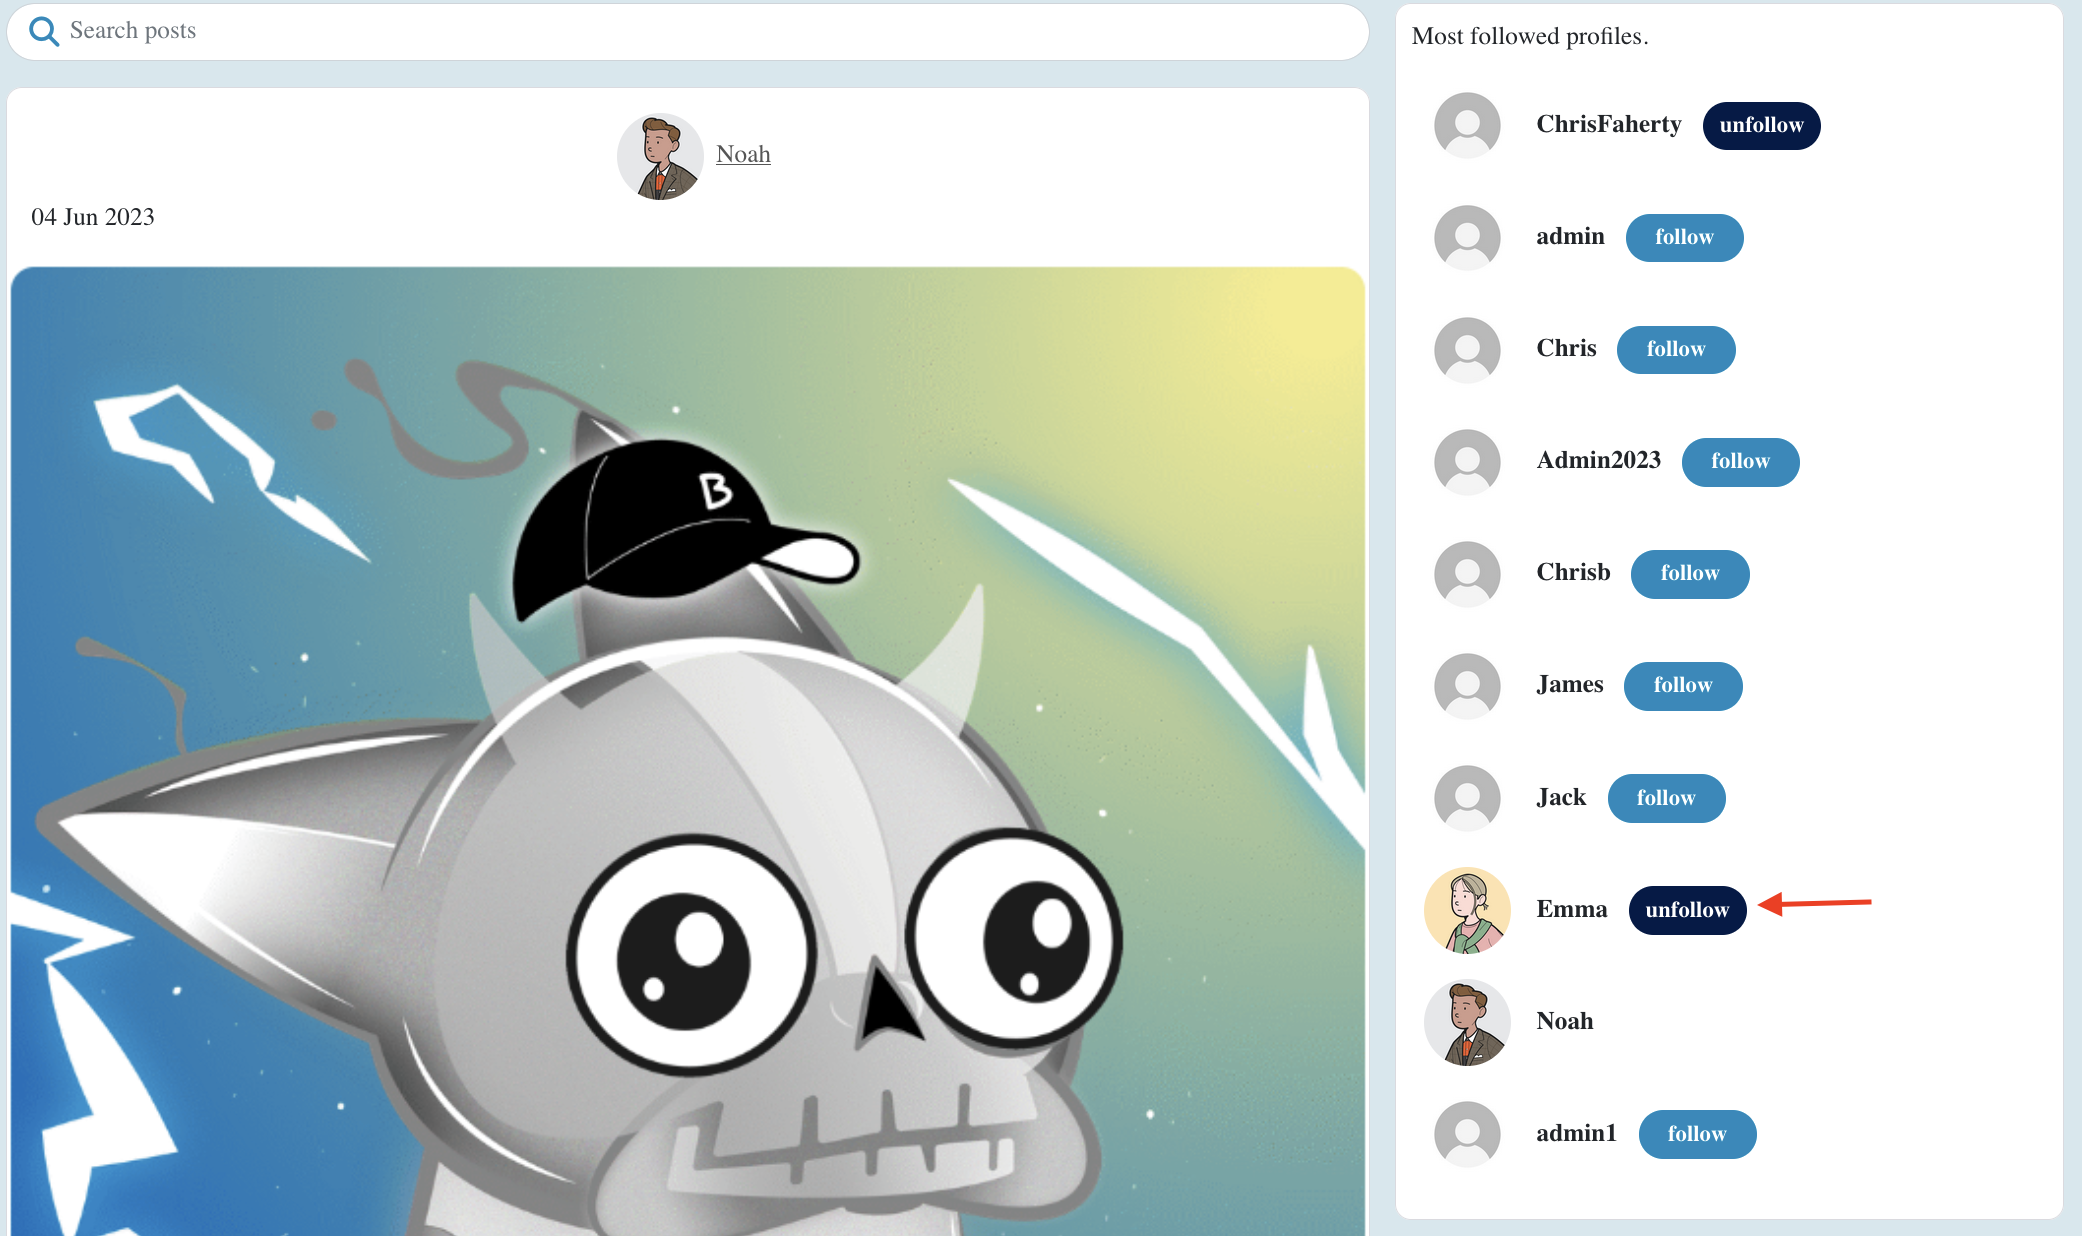 Search posts
Noah
04 Jun 2023
B
Most followed profiles.
ChrisFaherty unfollow
admin follow
Chris follow
Admin2023 follow
Chrisb follow
James follow
Jack follow
Emma unfollow
Noah
admin1 follow